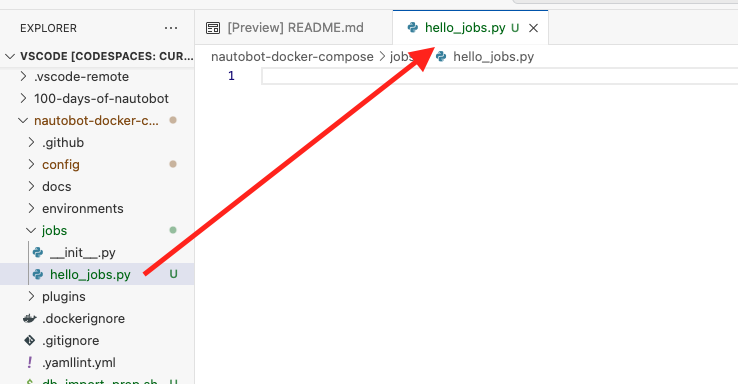 EXPLORER
VSCODE [CODESPACES: CUR...
.vscode-remote
100-days-of-nautobot
nautobot-docker-c...
.github
config
docs
environments
jobs
__init__.py
hello_jobs.py U
plugins
.dockerignore
.gitignore
.yamllint.yml
[Preview] README.md
hello_jobs.py U
nautobot-docker-compose > jobs > hello_jobs.py
1